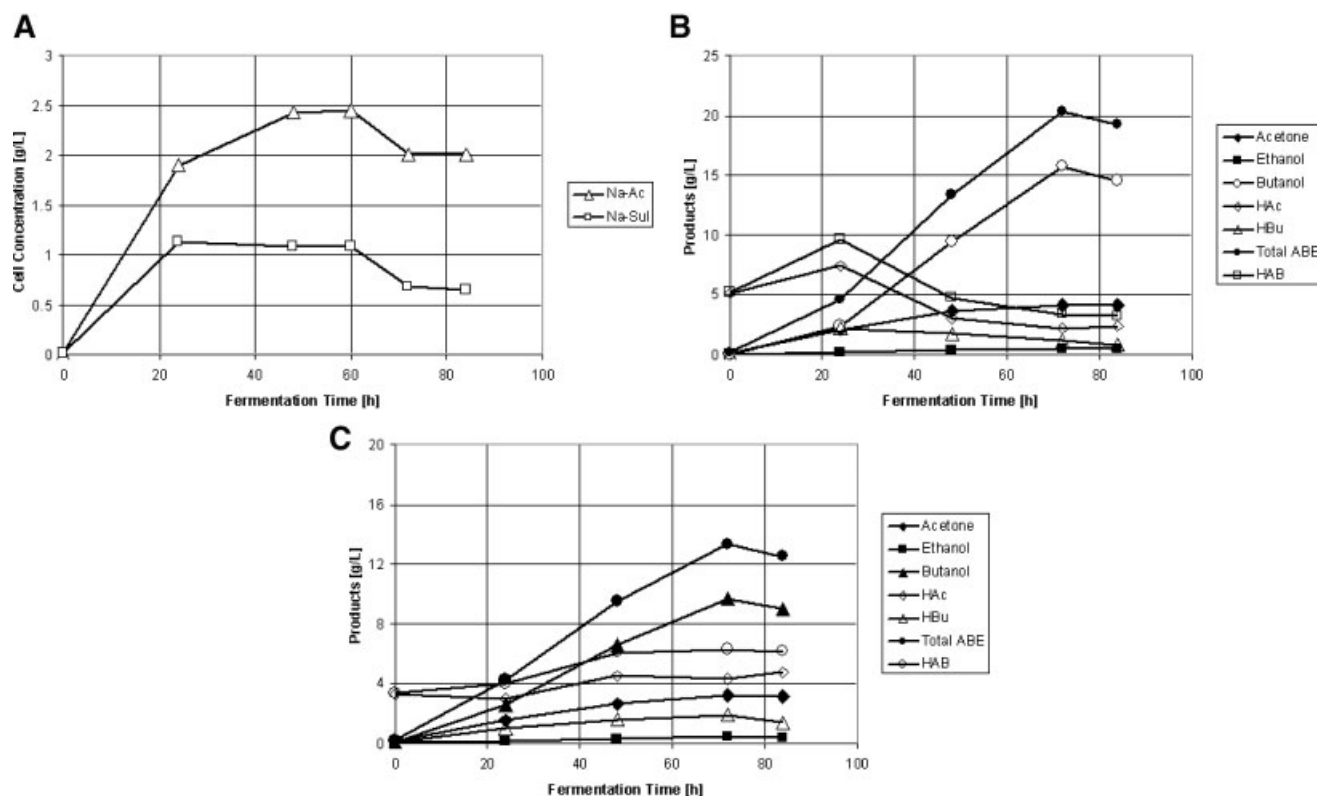 A
Cell Concentration [g/L]
3
2.5
2
1.5
1
0.5
0
0 20 40 60 80 100
Fermentation Time [h]
Na-Ac
Na-Sul
B
Products [g/L]
25
20
15
10
5
0
0 20 40 60 80 100
Fermentation Time [h]
Acetone
Ethanol
Butanol
HAc
HBu
Total ABE
HAB
C
Products [g/L]
20
16
12
8
4
0
0 20 40 60 80 100
Fermentation Time [h]
Acetone
Ethanol
Butanol
HAc
HBu
Total ABE
HAB